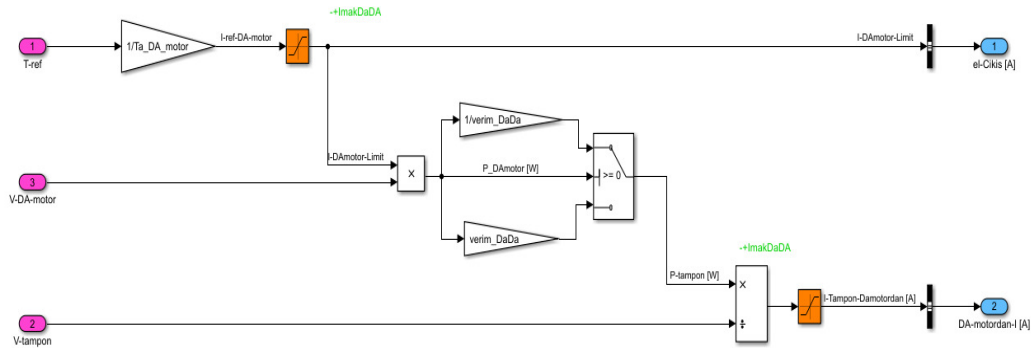 -+ImakDaDA
1
T-ref
1/Ta_DA_motor
I-ref-DA-motor
I-DAmotor-Limit
1
el-Cikis [A]
1/verim_DaDa
I-DAmotor-Limit
×
P_DAmotor [W]
>= 0
3
V-DA-motor
verim_DaDa
-+ImakDaDA
P-tampon [W]
×
÷
I-Tampon-Damotordan [A]
2
DA-motordan-I [A]
2
V-tampon